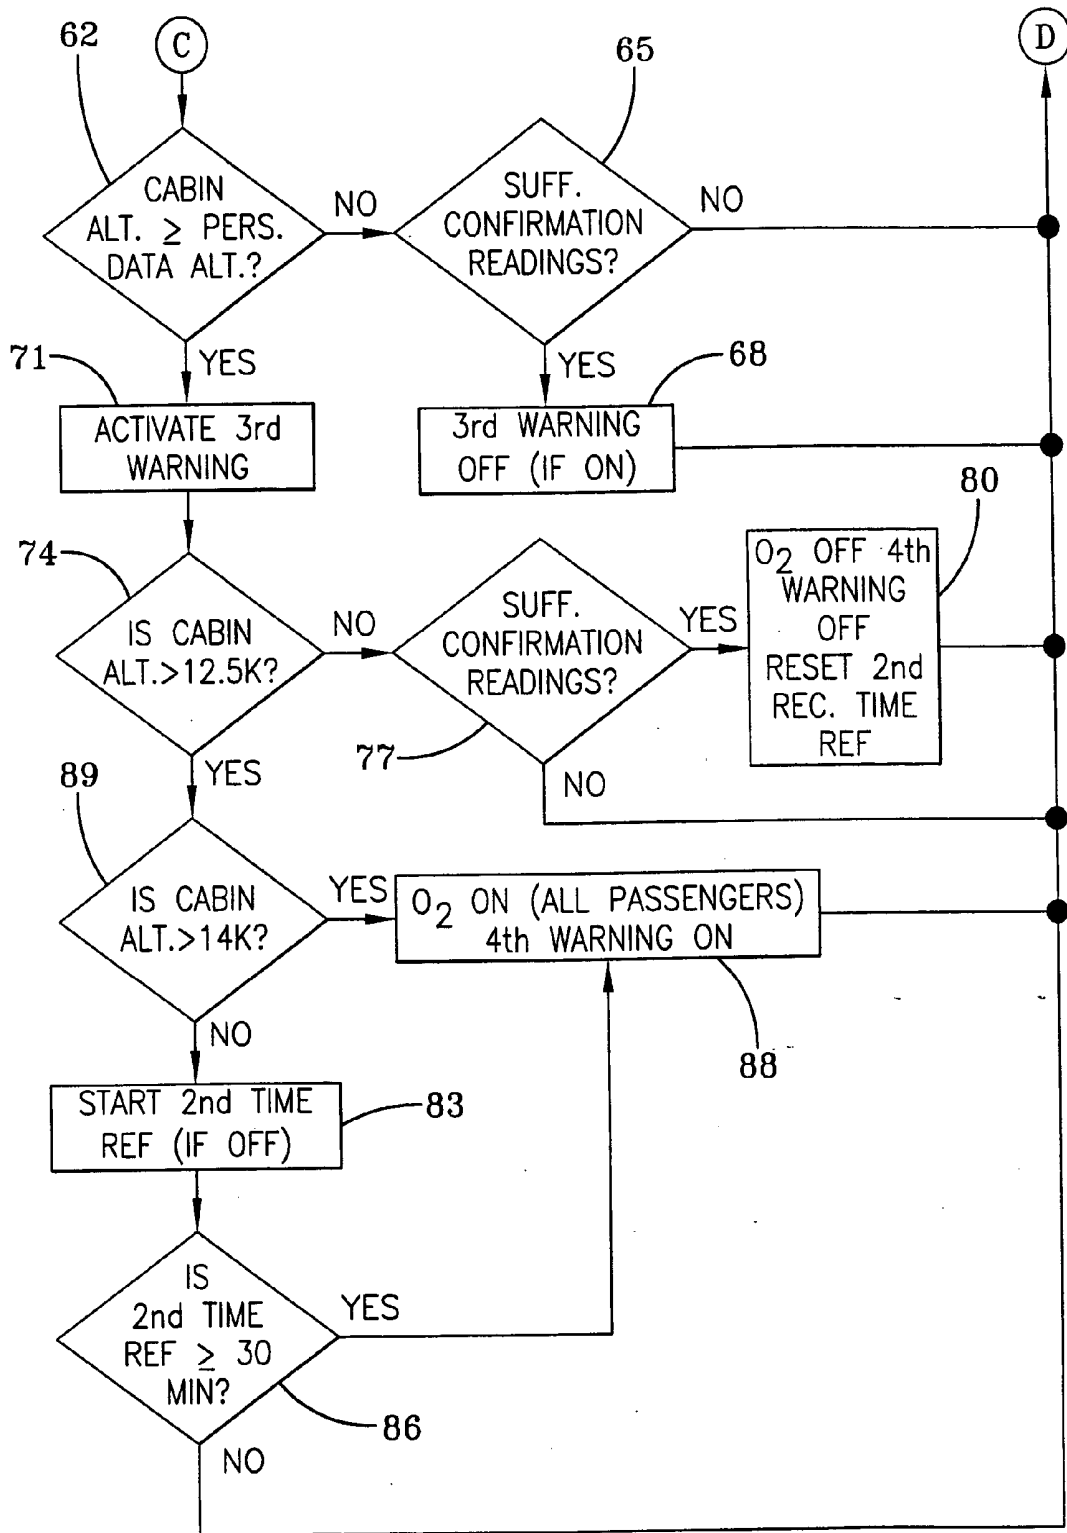 62
C
65
D
CABIN
ALT. ≥ PERS.
DATA ALT.?
NO
SUFF.
CONFIRMATION
READINGS?
NO
71
YES
YES
68
ACTIVATE 3rd
WARNING
3rd WARNING
OFF (IF ON)
80
74
IS CABIN
ALT.>12.5K?
NO
SUFF.
CONFIRMATION
READINGS?
YES
O2 OFF 4th
WARNING
OFF
RESET 2nd
REC. TIME
REF
77
YES
NO
89
IS CABIN
ALT.>14K?
YES
O2 ON (ALL PASSENGERS)
4th WARNING ON
88
NO
START 2nd TIME
REF (IF OFF)
83
IS
2nd TIME
REF ≥ 30
MIN?
YES
86
NO